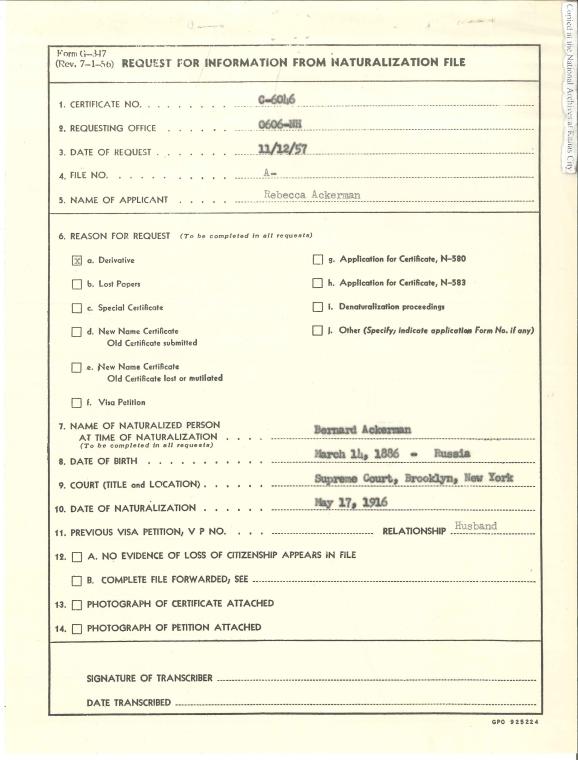 Form G-347
(Rev. 7-1-56) REQUEST FOR INFORMATION FROM NATURALIZATION FILE
Copied at the National Archives at Kansas City
1. CERTIFICATE NO. . . . . . . . . C-6046
2. REQUESTING OFFICE . . . . . . 0606-NH
3. DATE OF REQUEST . . . . . . . 11/12/57
4. FILE NO. . . . . . . . . . . A-
5. NAME OF APPLICANT . . . . . Rebecca Ackerman
6. REASON FOR REQUEST (To be completed in all requests)
x a. Derivative
g. Application for Certificate, N-580
b. Lost Papers
h. Application for Certificate, N-583
c. Special Certificate
i. Denaturalization proceedings
d. New Name Certificate
Old Certificate submitted
j. Other (Specify; indicate application Form No. if any)
e. New Name Certificate
Old Certificate lost or mutilated
f. Visa Petition
7. NAME OF NATURALIZED PERSON
AT TIME OF NATURALIZATION . . . . Bernard Ackerman
(To be completed in all requests)
8. DATE OF BIRTH . . . . . . . . . . March 14, 1886 - Russia
9. COURT (TITLE and LOCATION) . . . . . Supreme Court, Brooklyn, New York
10. DATE OF NATURALIZATION . . . . . . May 17, 1916
11. PREVIOUS VISA PETITION, V P NO. . . . RELATIONSHIP Husband
12. A. NO EVIDENCE OF LOSS OF CITIZENSHIP APPEARS IN FILE
B. COMPLETE FILE FORWARDED; SEE
13. PHOTOGRAPH OF CERTIFICATE ATTACHED
14. PHOTOGRAPH OF PETITION ATTACHED
SIGNATURE OF TRANSCRIBER
DATE TRANSCRIBED
GPO 925224